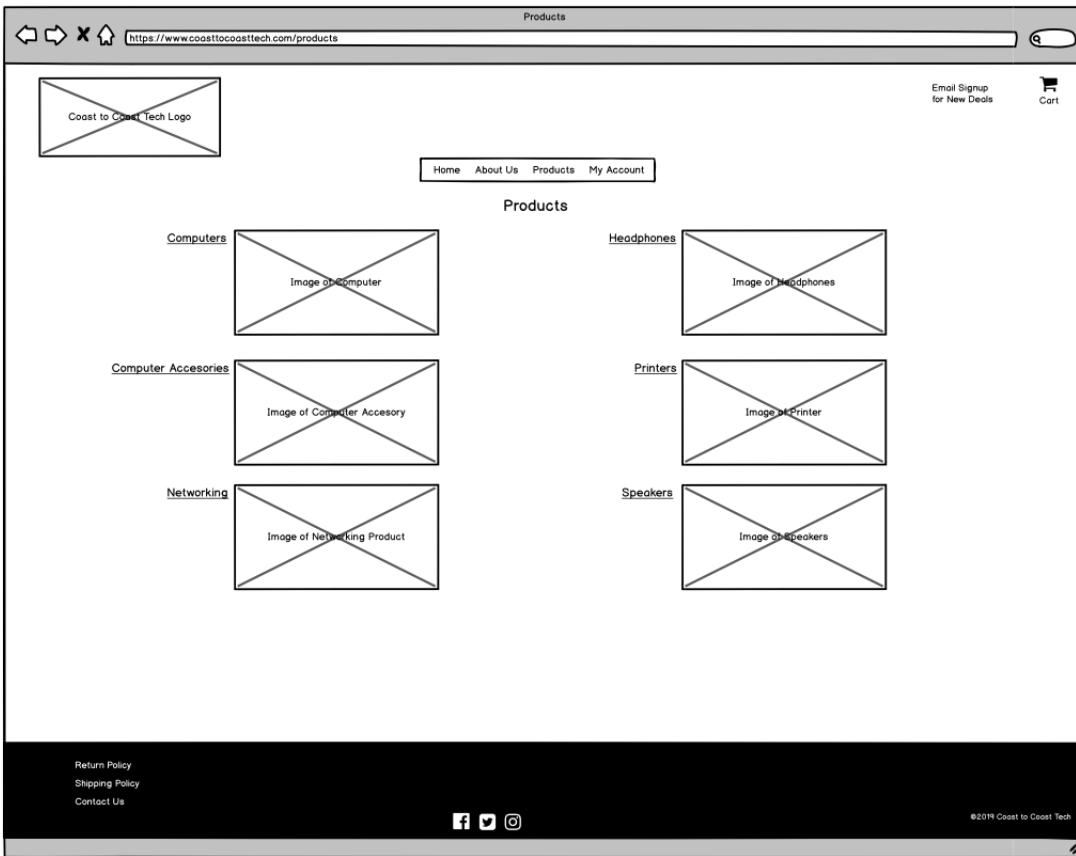 Products
https://www.coasttocoasttech.com/products
Coast to Coast Tech Logo
Email Signup
for New Deals
Cart
Home About Us Products My Account
Products
Computers
Image of Computer
Headphones
Image of Headphones
Computer Accesories
Image of Computer Accesory
Printers
Image of Printer
Networking
Image of Networking Product
Speakers
Image of Speakers
Return Policy
Shipping Policy
Contact Us
©2019 Coast to Coast Tech